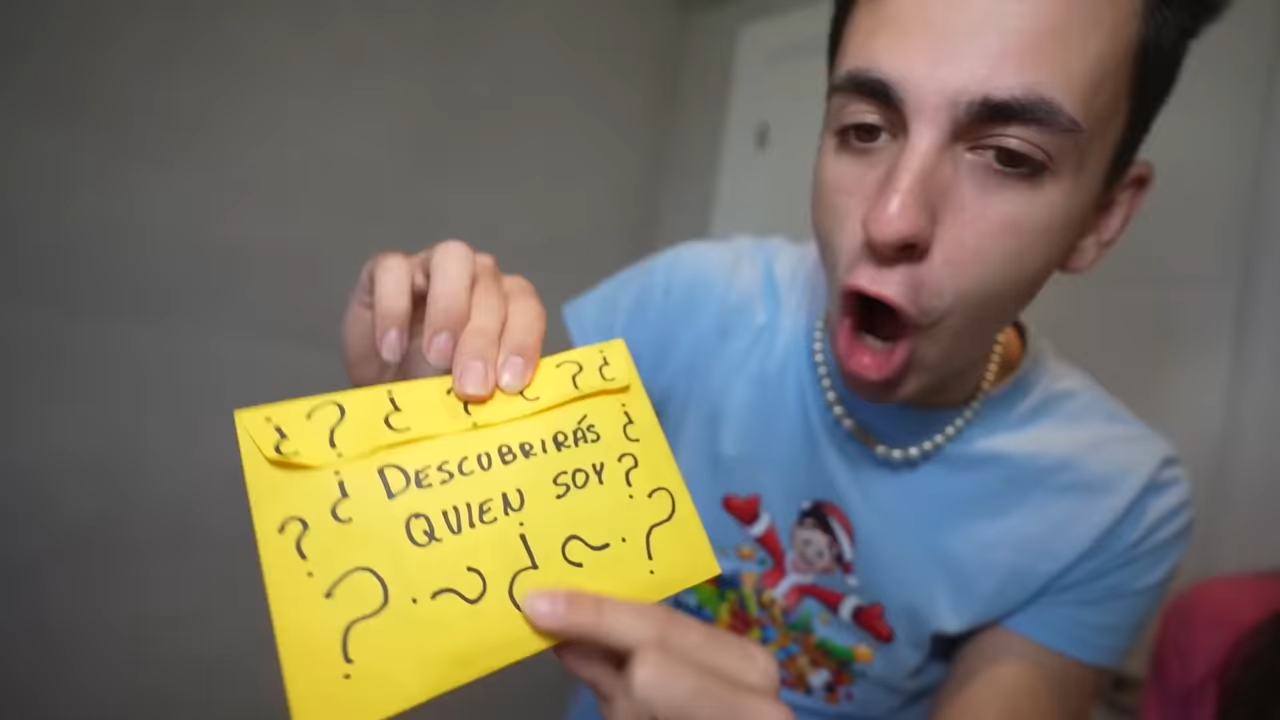 ¿ ? ¿ ? ¿ ? ¿
¿ DESCUBRIRÁS ¿
? QUIEN SOY ?
? . ~ ¿ ~ . ?